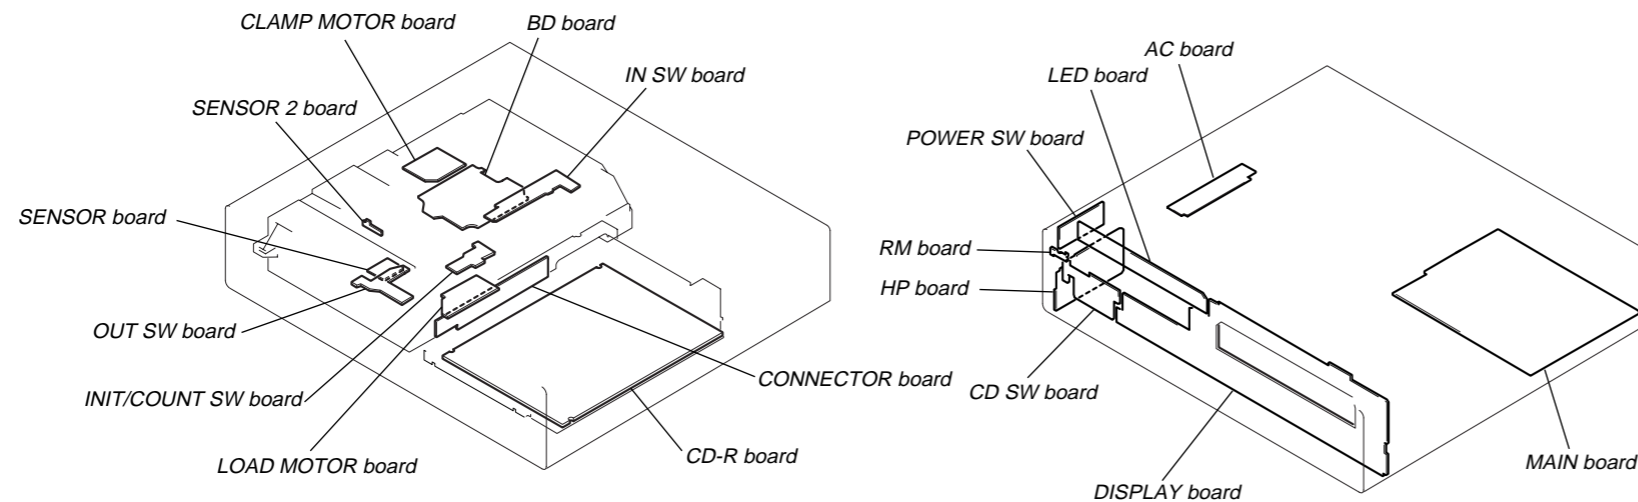 CLAMP MOTOR board
BD board
IN SW board
SENSOR 2 board
SENSOR board
OUT SW board
INIT/COUNT SW board
LOAD MOTOR board
CONNECTOR board
CD-R board
AC board
LED board
POWER SW board
RM board
HP board
CD SW board
DISPLAY board
MAIN board